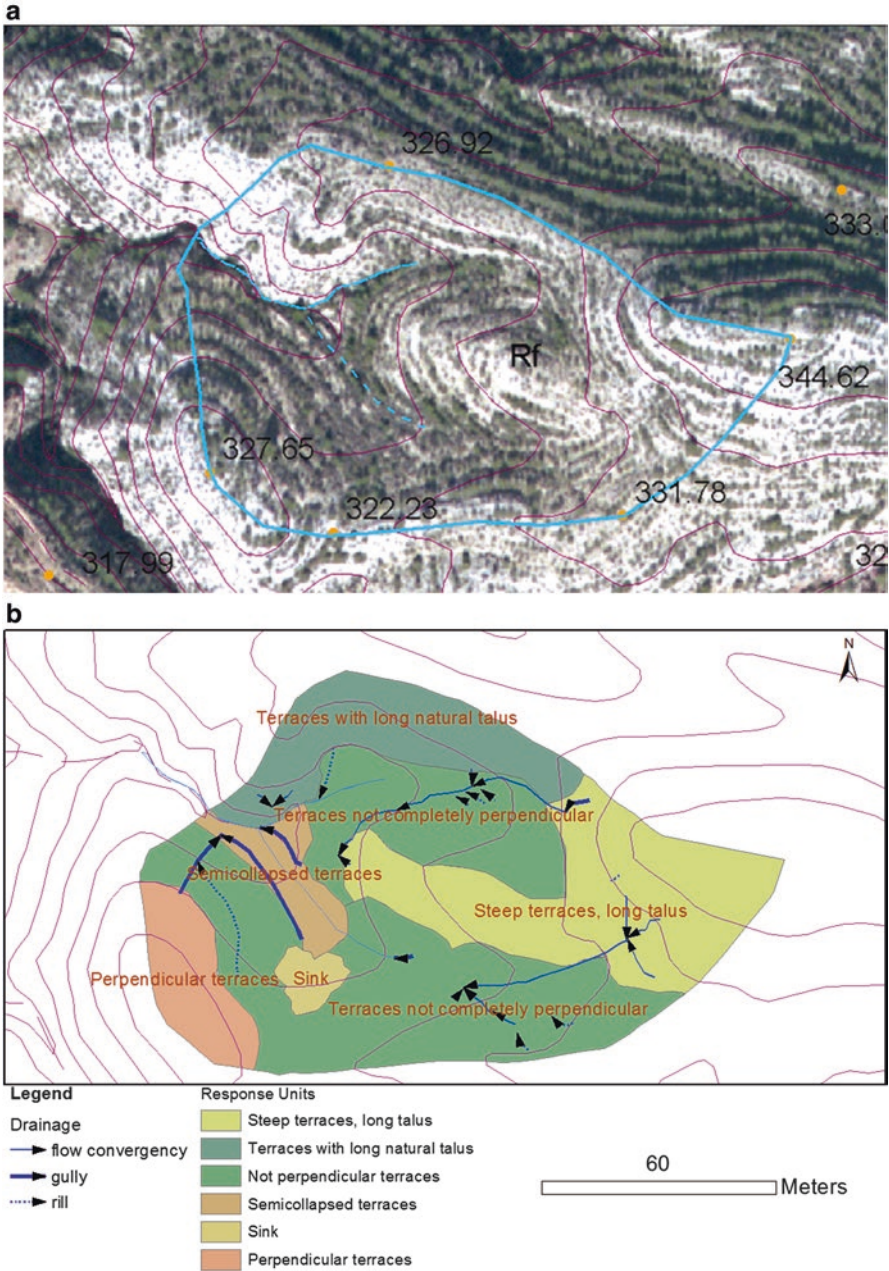 a
326.92
333.
Rf
344.62
327.65
331.78
322.23
317.99
32
b
N
Terraces with long natural talus
Terraces not completely perpendicular
Semicollapsed terraces
Steep terraces, long talus
Perpendicular terraces
Sink
Terraces not completely perpendicular
Legend
Response Units
Drainage
flow convergency
gully
rill
Steep terraces, long talus
Terraces with long natural talus
Not perpendicular terraces
Semicollapsed terraces
Sink
Perpendicular terraces
60
Meters